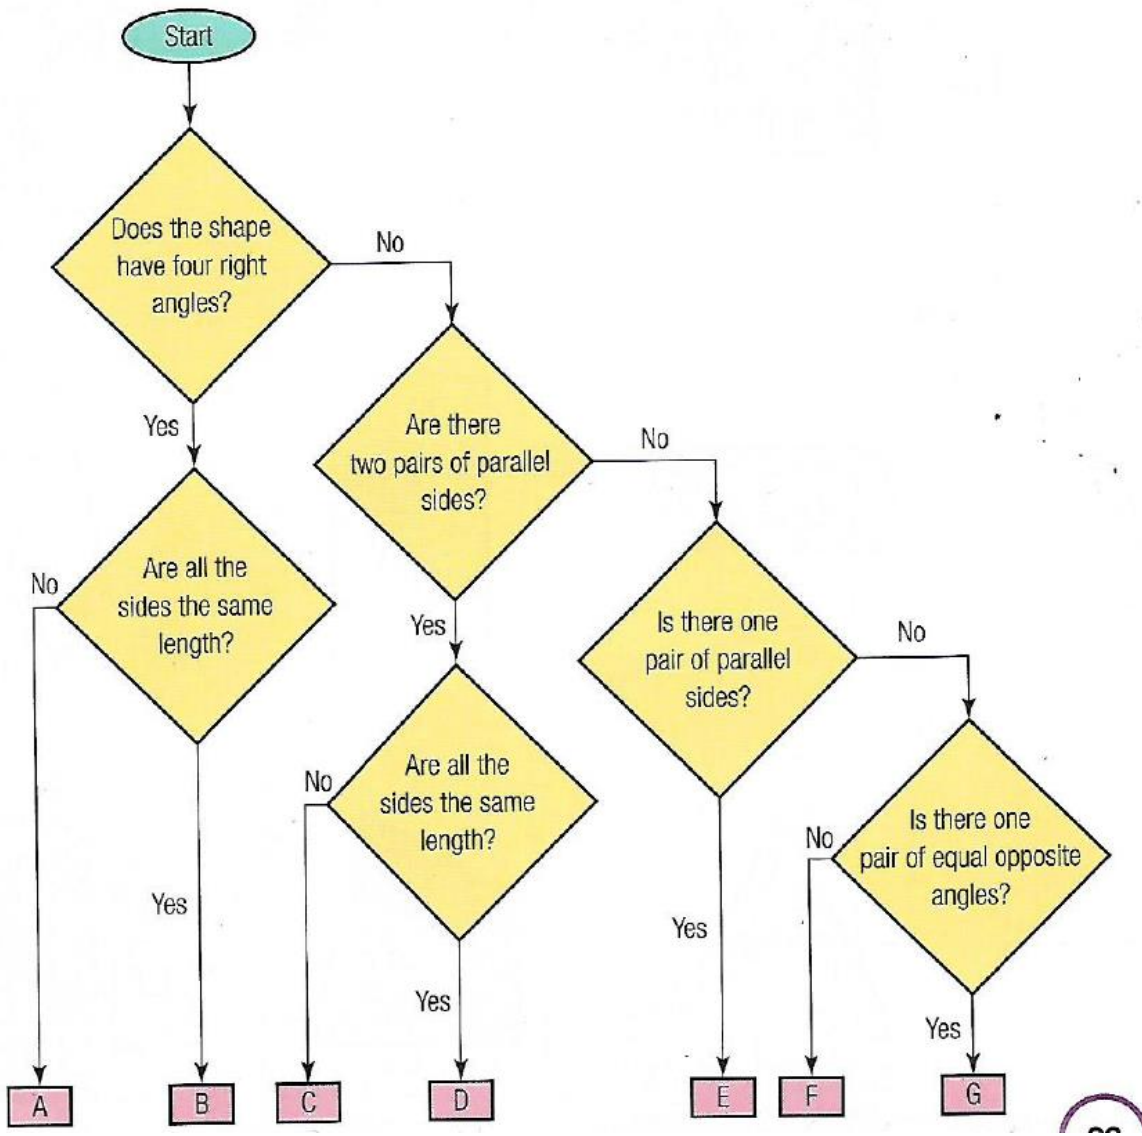 Start
Does the shape
have four right
angles?
No
Yes
Are there
two pairs of parallel
sides?
No
Yes
Are all the
sides the same
length?
No
Yes
Is there one
pair of parallel
sides?
No
Yes
Are all the
sides the same
length?
No
Yes
Is there one
pair of equal opposite
angles?
No
Yes
A
B
C
D
E
F
G